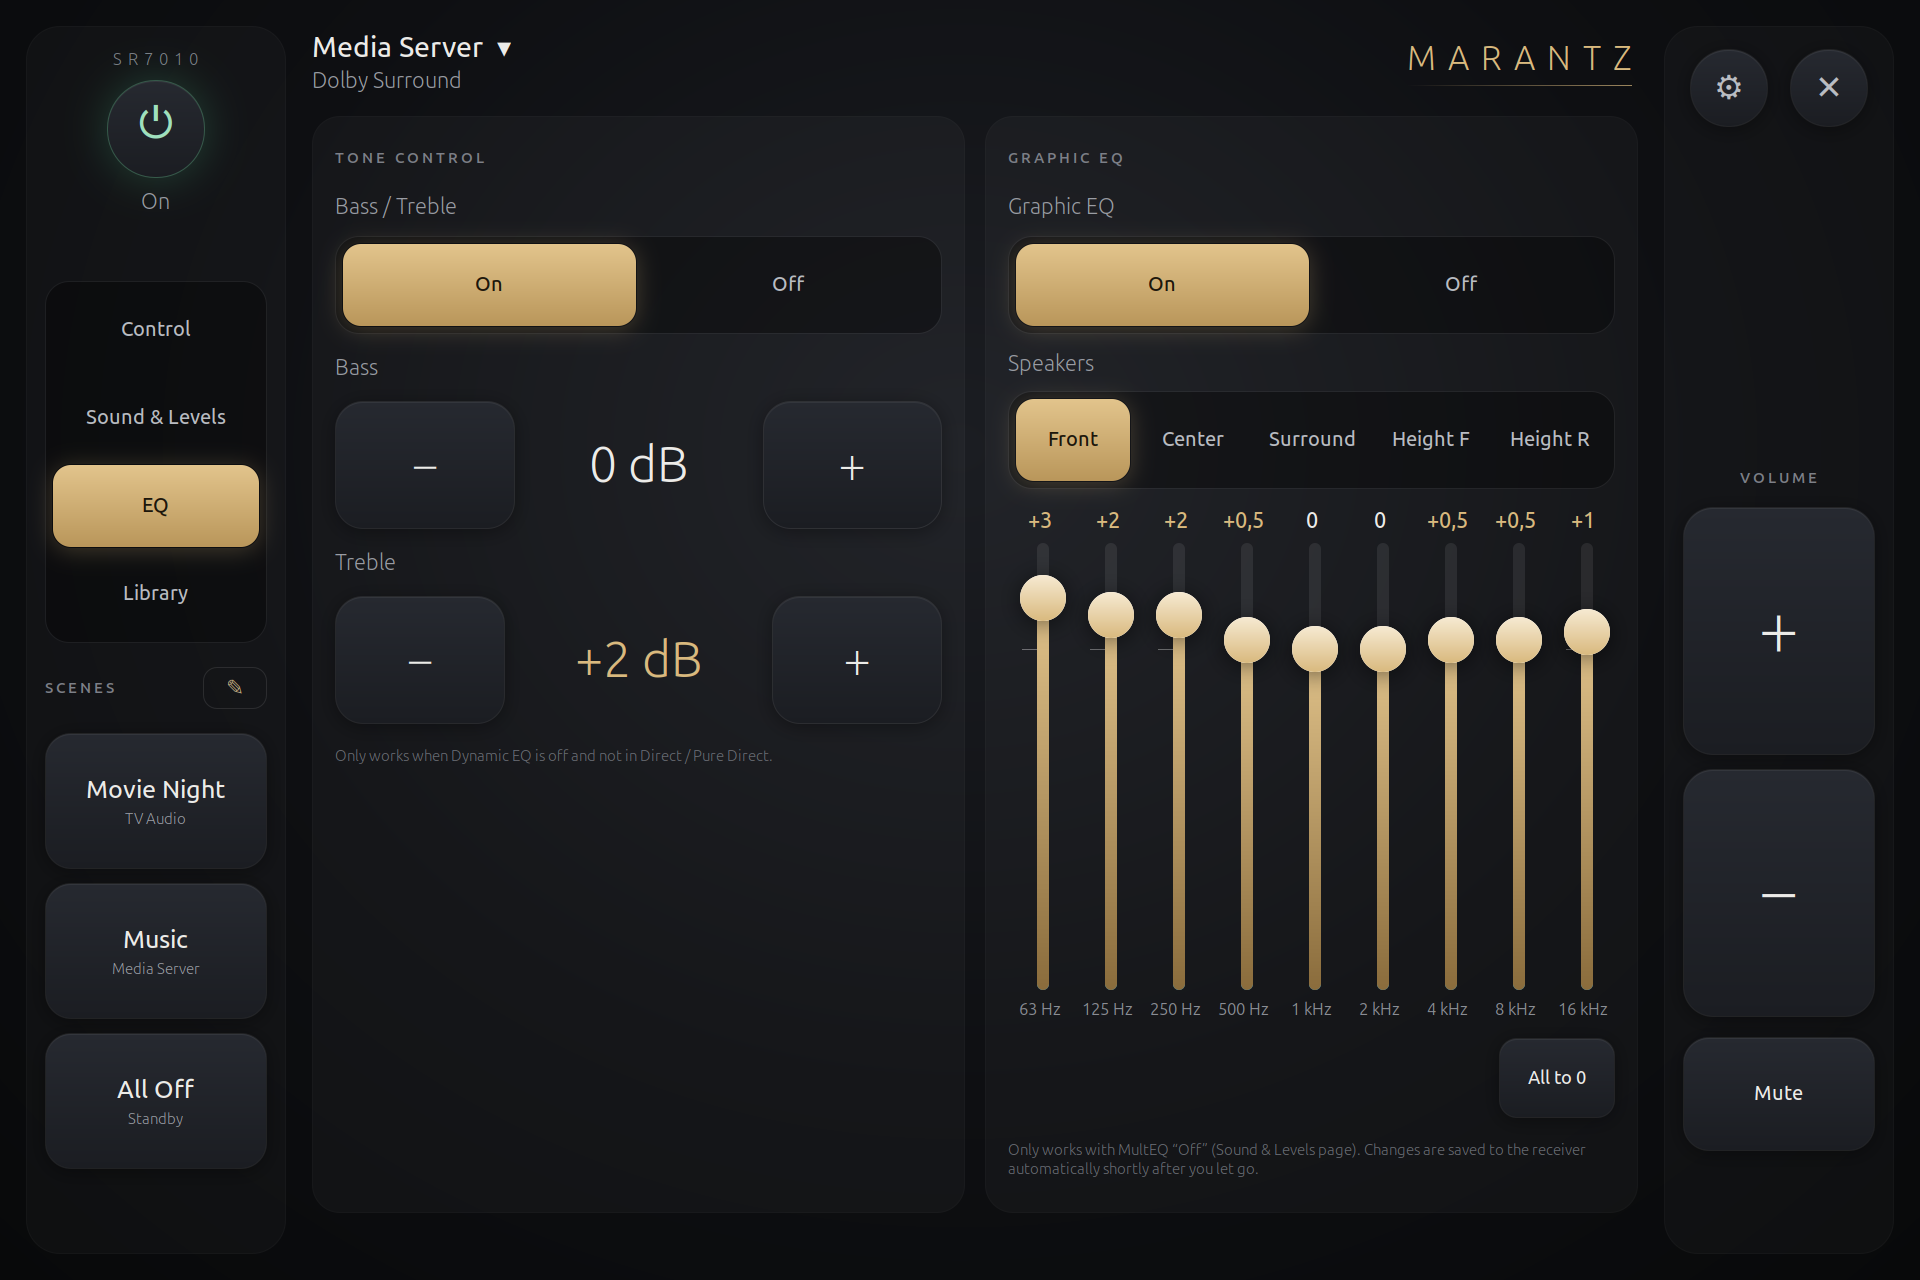 SR7010
On
Control
Sound & Levels
EQ
Library
SCENES
Movie Night
TV Audio
Music
Media Server
All Off
Standby
Media Server ▼
Dolby Surround
MARANTZ
TONE CONTROL
Bass / Treble
On Off
Bass
− 0 dB +
Treble
− +2 dB +
Only works when Dynamic EQ is off and not in Direct / Pure Direct.
GRAPHIC EQ
Graphic EQ
On Off
Speakers
Front Center Surround Height F Height R
+3 +2 +2 +0,5 0 0 +0,5 +0,5 +1
63 Hz 125 Hz 250 Hz 500 Hz 1 kHz 2 kHz 4 kHz 8 kHz 16 kHz
All to 0
Only works with MultEQ “Off” (Sound & Levels page). Changes are saved to the receiver
automatically shortly after you let go.
VOLUME
+
−
Mute